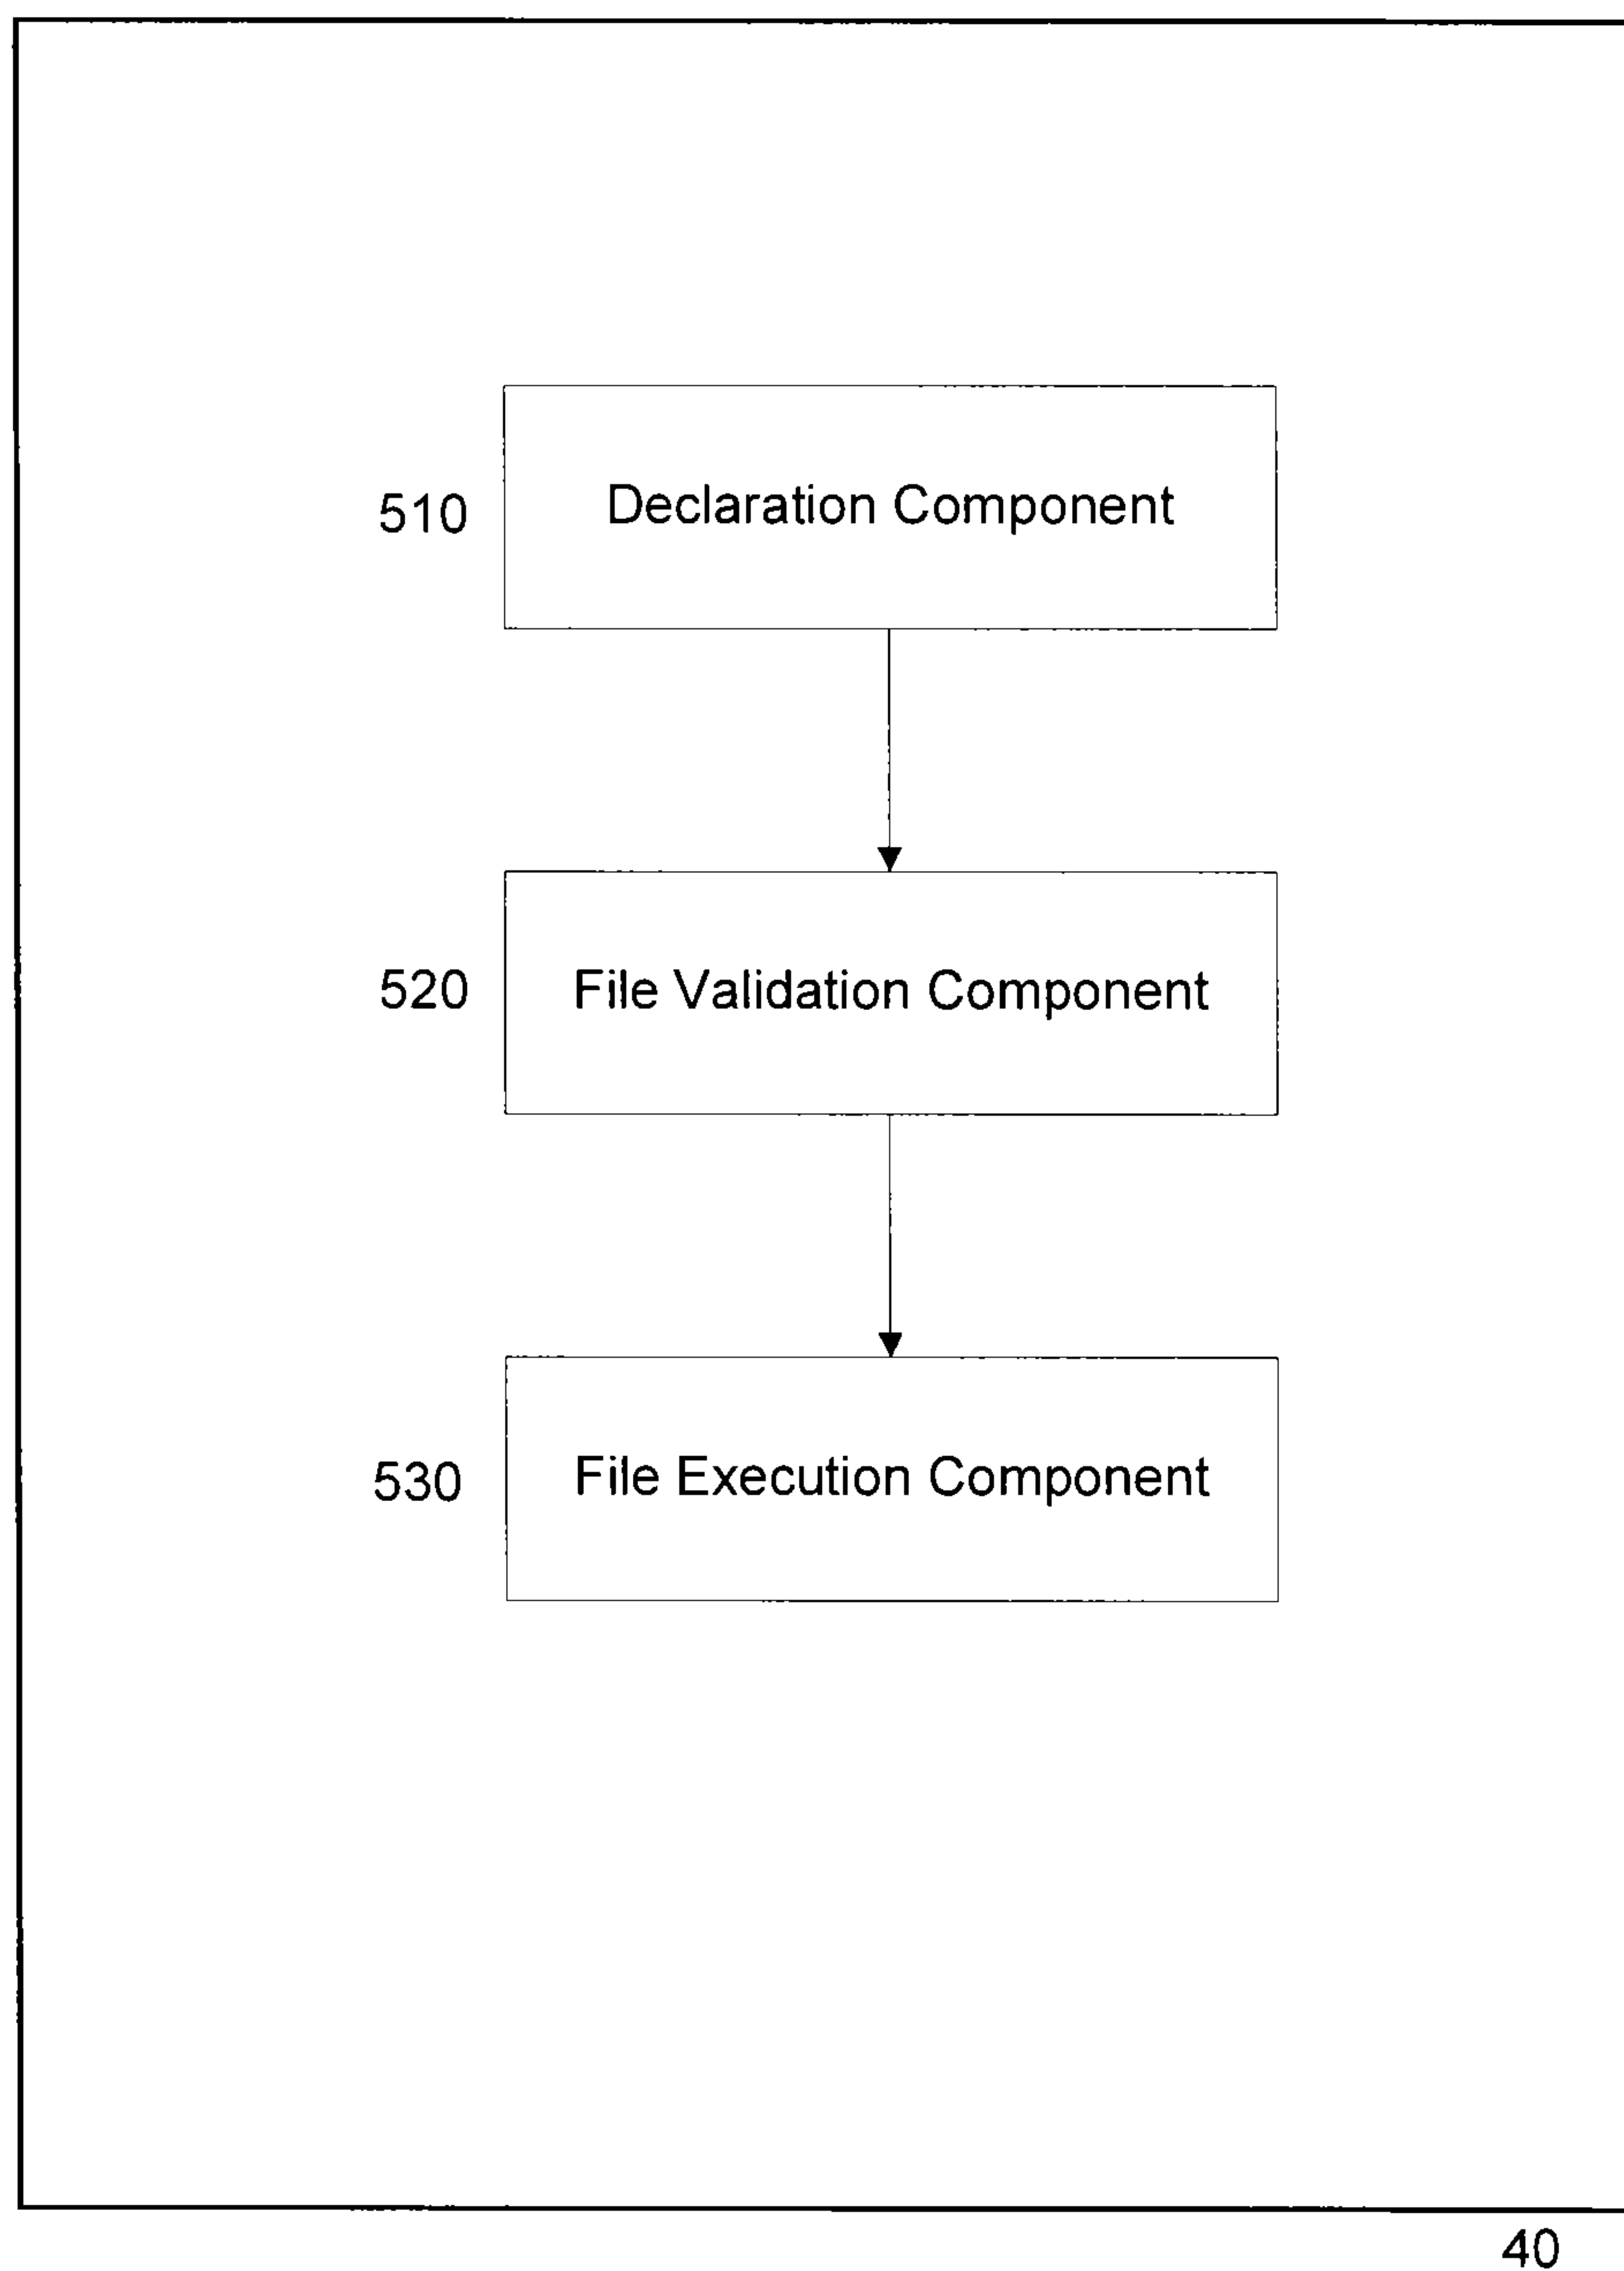 510
Declaration Component
520
File Validation Component
530
File Execution Component
40